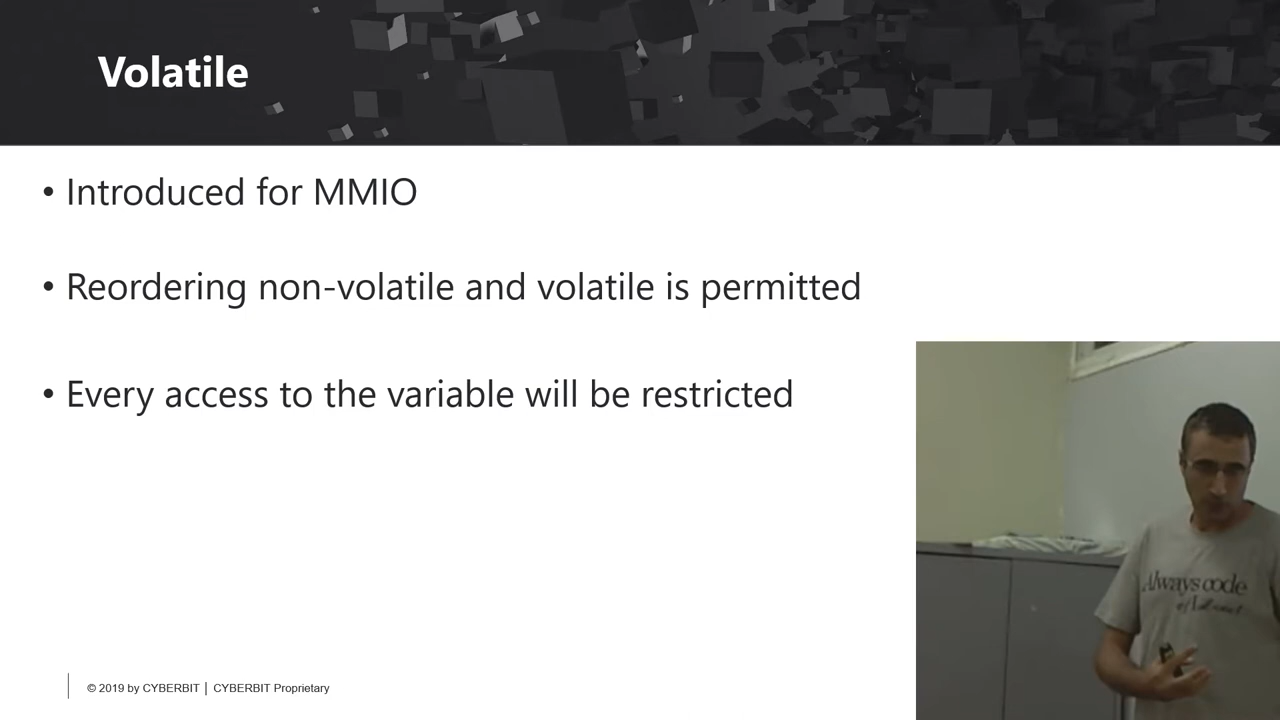 Volatile
• Introduced for MMIO
• Reordering non-volatile and volatile is permitted
• Every access to the variable will be restricted
Always code
© 2019 by CYBERBIT | CYBERBIT Proprietary